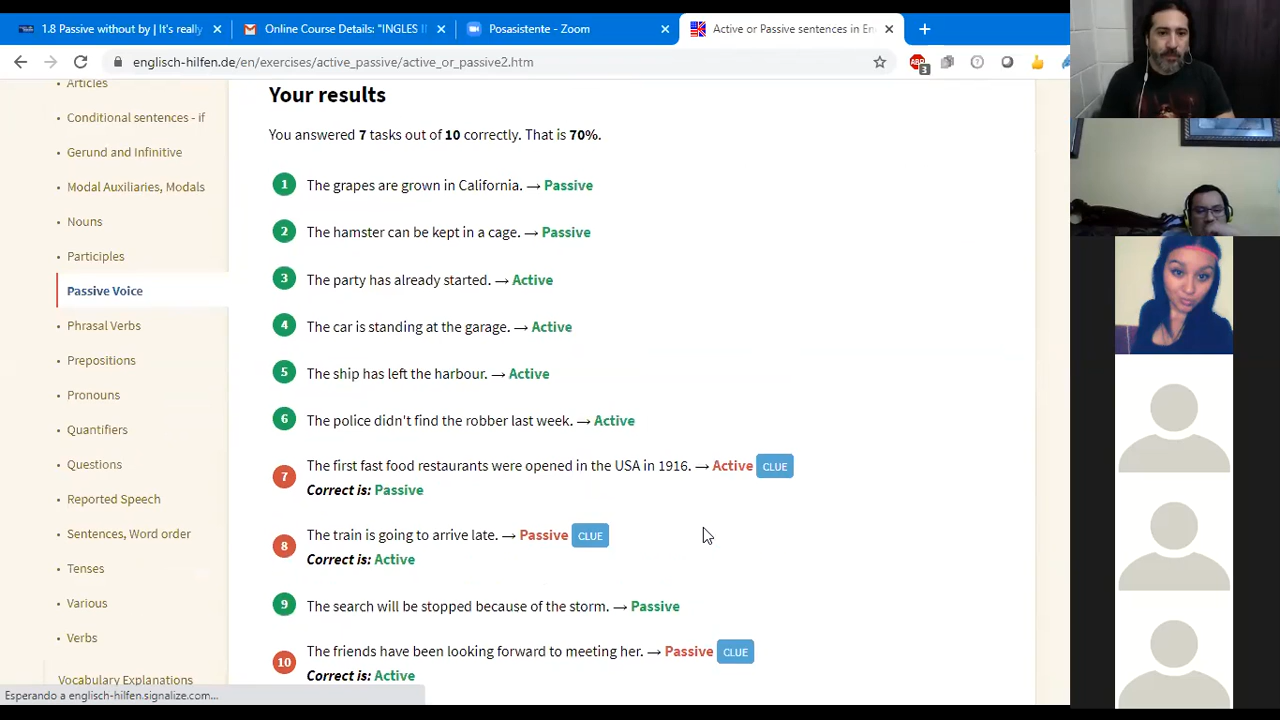 1.8 Passive without by | It's really
Online Course Details: "INGLES I
Posasistente - Zoom
Active or Passive sentences in En
englisch-hilfen.de/en/exercises/active_passive/active_or_passive2.htm
ABP
3
Articles
Conditional sentences - if
Gerund and Infinitive
Modal Auxiliaries, Modals
Nouns
Participles
Passive Voice
Phrasal Verbs
Prepositions
Pronouns
Quantifiers
Questions
Reported Speech
Sentences, Word order
Tenses
Various
Verbs
Vocabulary Explanations
Your results
You answered 7 tasks out of 10 correctly. That is 70%.
1 The grapes are grown in California. → Passive
2 The hamster can be kept in a cage. → Passive
3 The party has already started. → Active
4 The car is standing at the garage. → Active
5 The ship has left the harbour. → Active
6 The police didn't find the robber last week. → Active
7 The first fast food restaurants were opened in the USA in 1916. → Active CLUE
Correct is: Passive
8 The train is going to arrive late. → Passive CLUE
Correct is: Active
9 The search will be stopped because of the storm. → Passive
10 The friends have been looking forward to meeting her. → Passive CLUE
Correct is: Active
Esperando a englisch-hilfen.signalize.com...